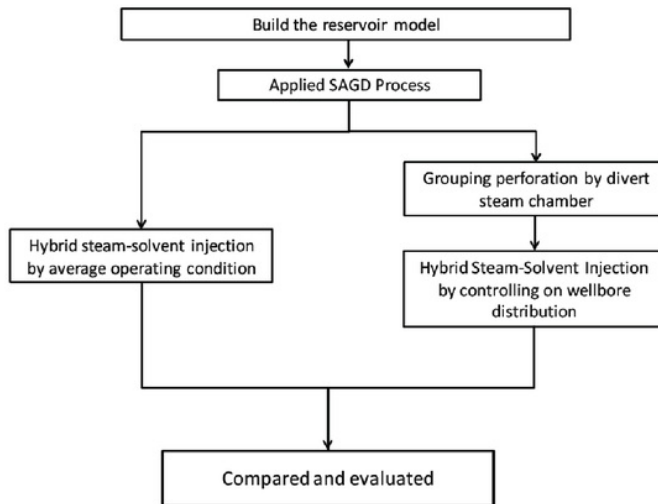 Build the reservoir model
Applied SAGD Process
Grouping perforation by divert
steam chamber
Hybrid steam-solvent injection
by average operating condition
Hybrid Steam-Solvent Injection
by controlling on wellbore
distribution
Compared and evaluated